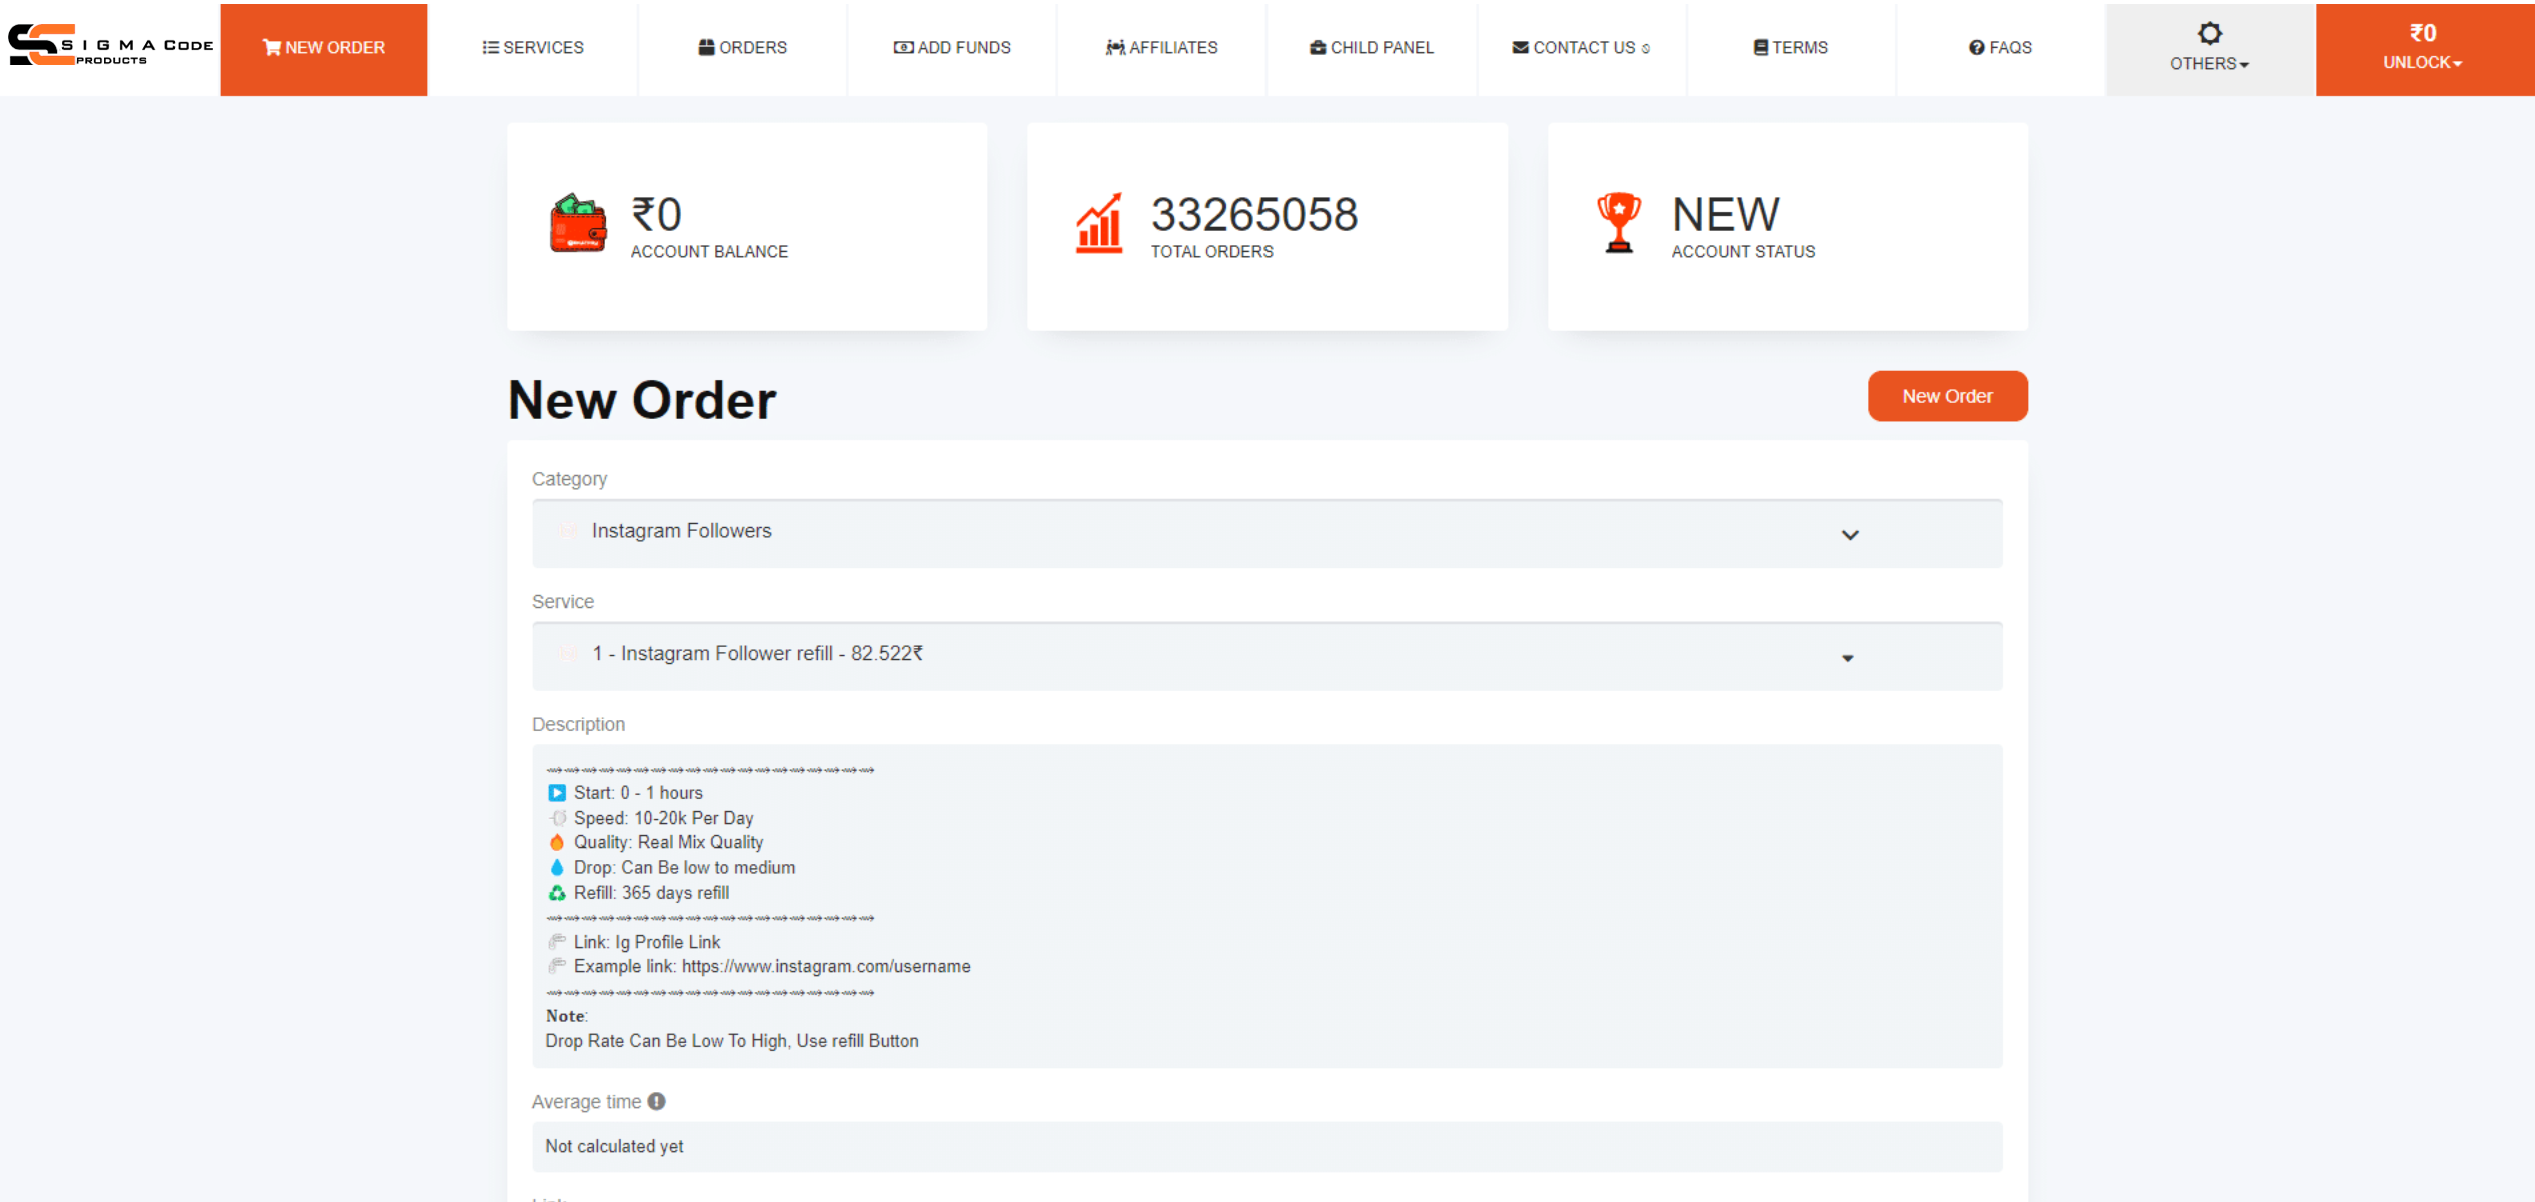 SIGMA CODE
PRODUCTS
NEW ORDER
SERVICES
ORDERS
ADD FUNDS
AFFILIATES
CHILD PANEL
CONTACT US
TERMS
FAQS
OTHERS
₹0
UNLOCK
₹0
ACCOUNT BALANCE
33265058
TOTAL ORDERS
NEW
ACCOUNT STATUS
New Order
New Order
Category
Instagram Followers
Service
1 - Instagram Follower refill - 82.522₹
Description
Start: 0 - 1 hours
Speed: 10-20k Per Day
Quality: Real Mix Quality
Drop: Can Be low to medium
Refill: 365 days refill
Link: Ig Profile Link
Example link: https://www.instagram.com/username
Note:
Drop Rate Can Be Low To High, Use refill Button
Average time
Not calculated yet